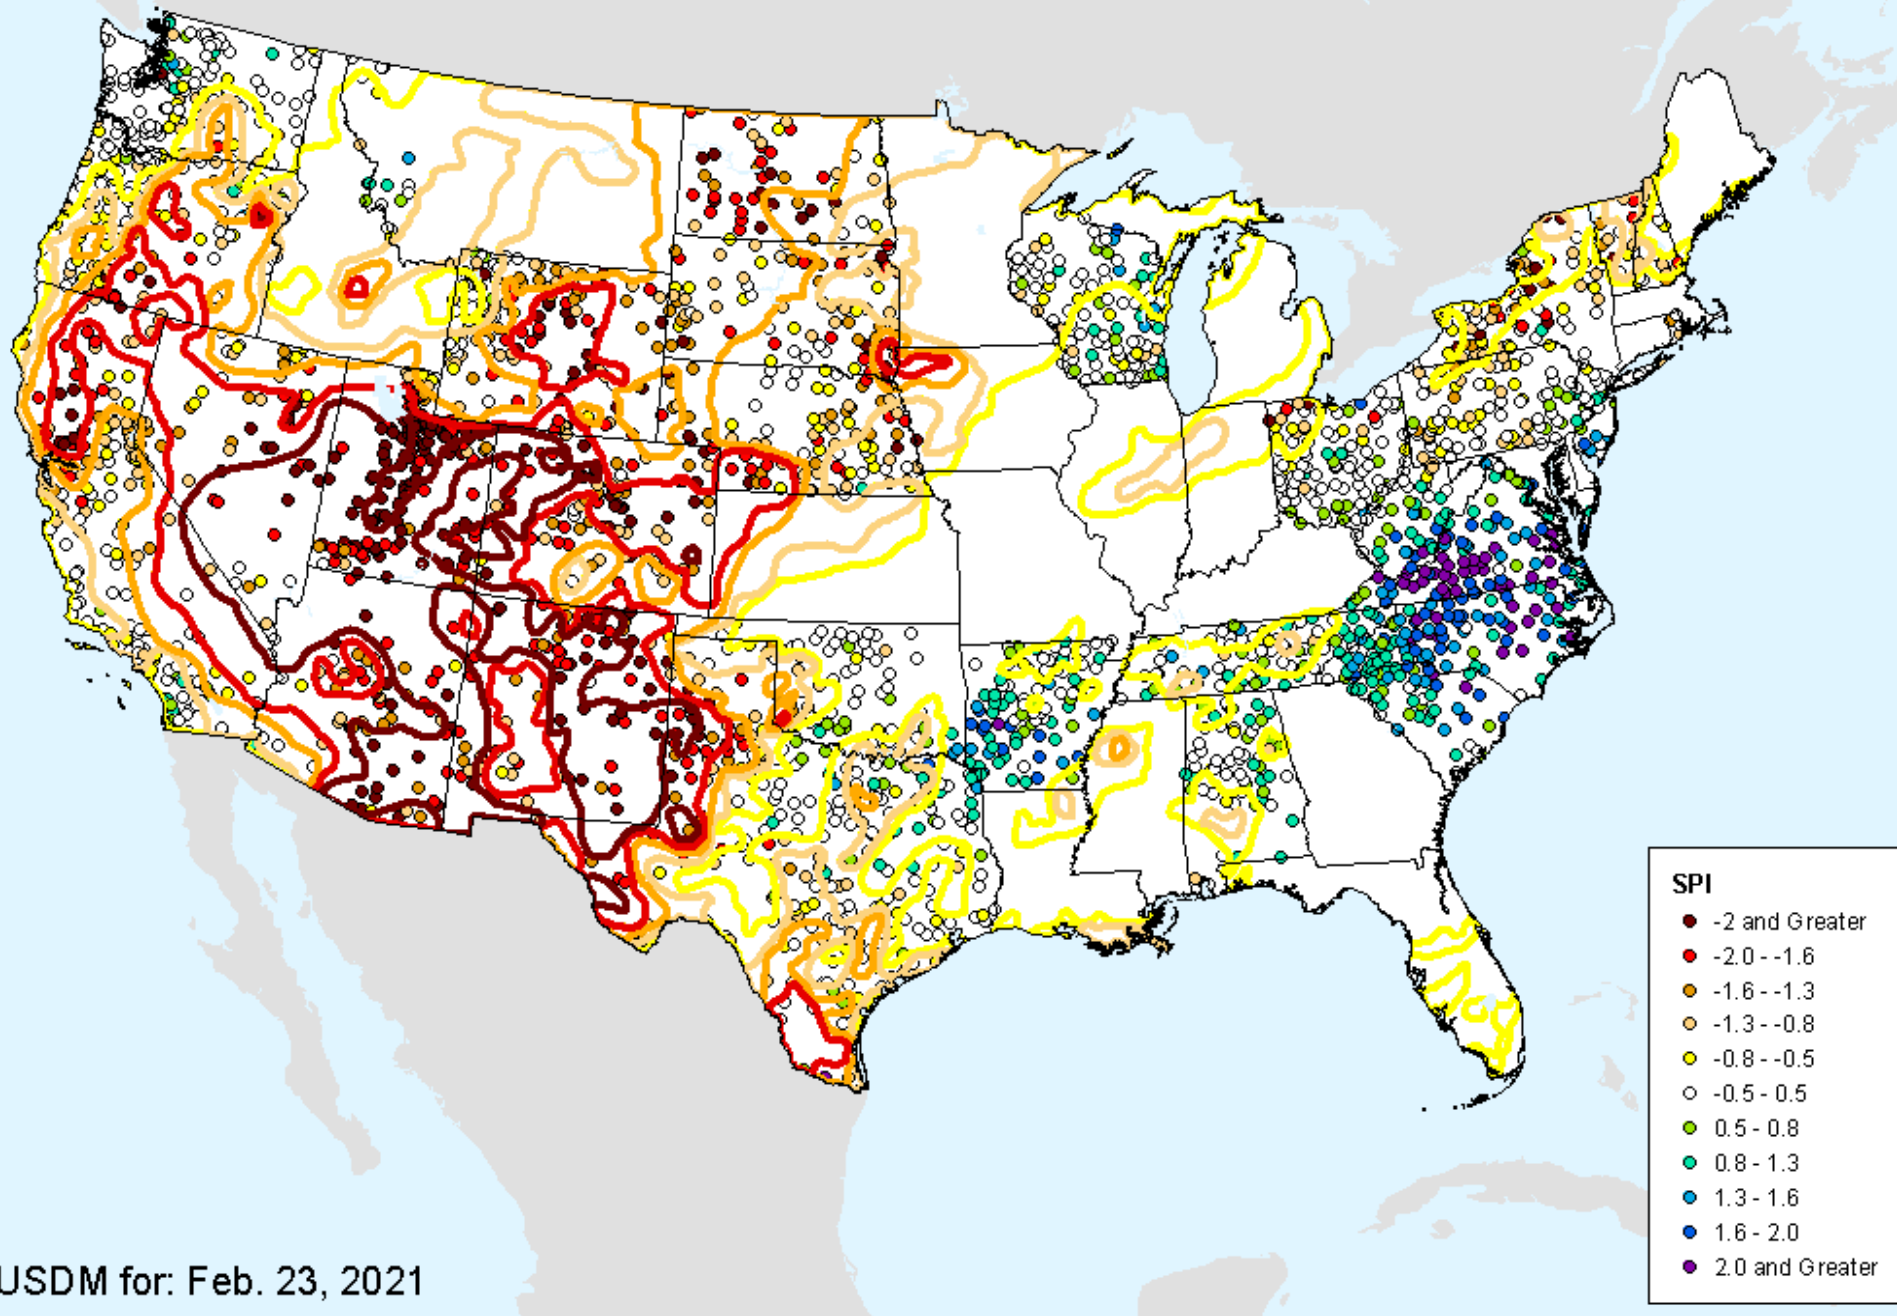 SPI
-2 and Greater
-2.0 - -1.6
-1.6 - -1.3
-1.3 - -0.8
-0.8 - -0.5
-0.5 - 0.5
0.5 - 0.8
0.8 - 1.3
1.3 - 1.6
1.6 - 2.0
2.0 and Greater
USDM for: Feb. 23, 2021